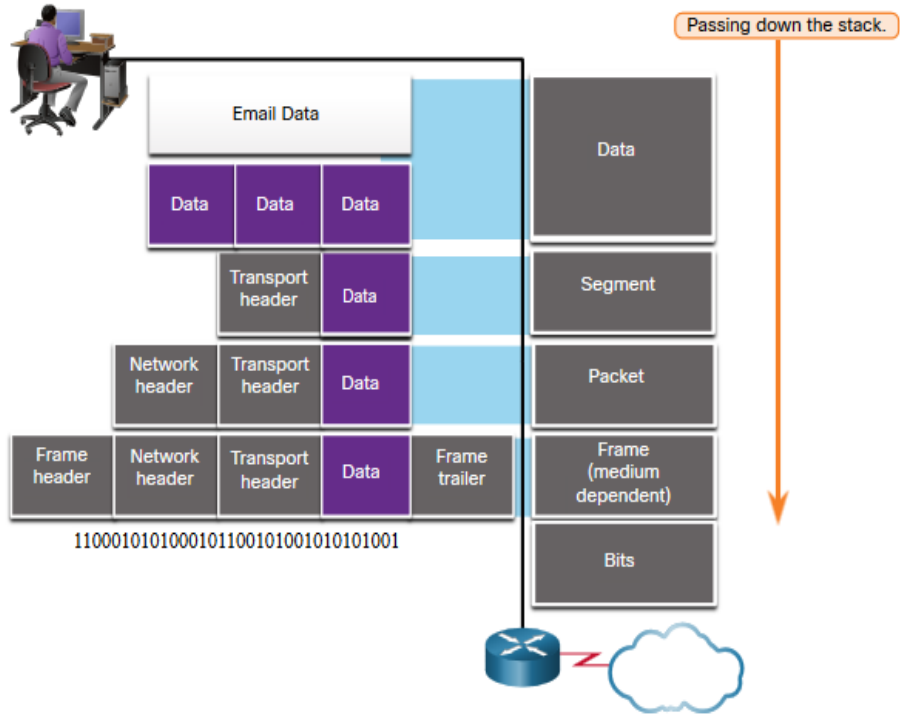 Passing down the stack.
Email Data
Data
Data
Data
Data
Transport
header
Data
Segment
Network
header
Transport
header
Data
Packet
Frame
header
Network
header
Transport
header
Data
Frame
trailer
Frame
(medium
dependent)
1100010101000101100101001010101001
Bits